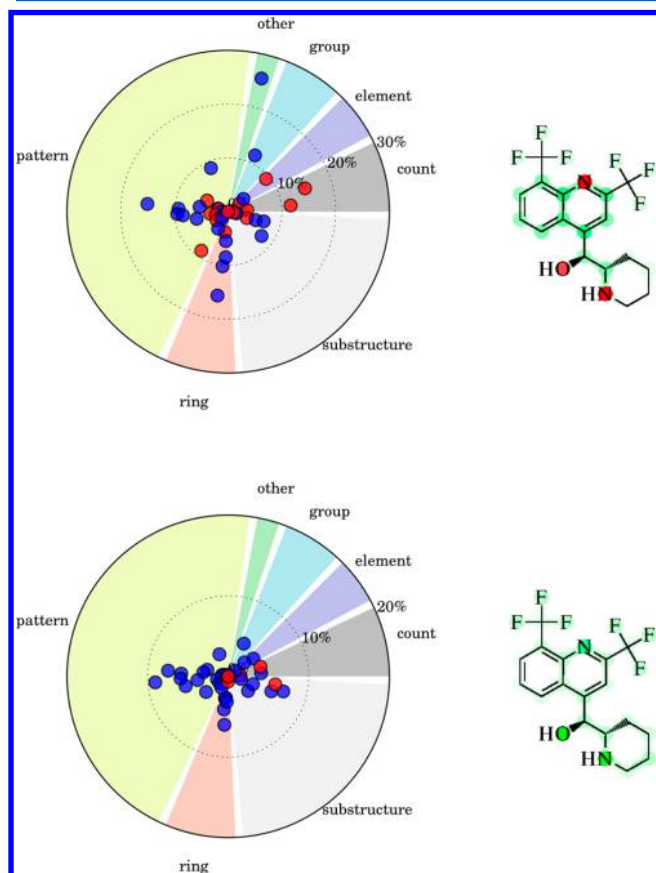 other
group
element
30%
pattern
20%
count
10%
substructure
ring
F
F
F
N
F
F
F
HO
HN
other
group
element
20%
pattern
10%
count
substructure
ring
F
F
F
N
F
F
F
HO
HN